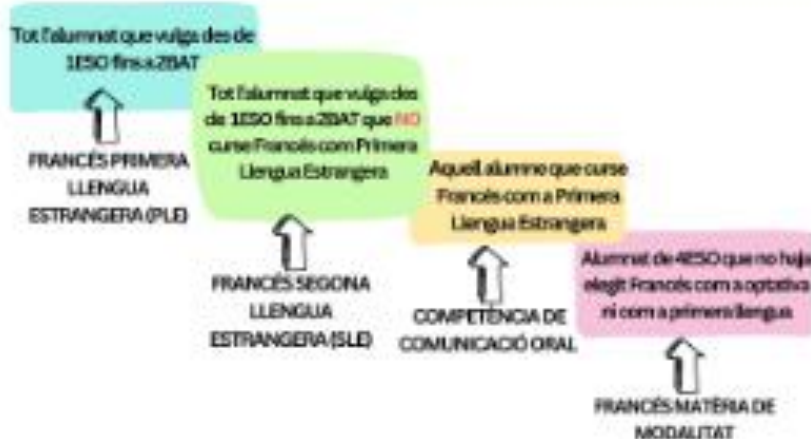 Tot l'alumnat que vulga des de
1ESO fins a 2BAT
FRANCÉS PRIMERA
LLENGUA
ESTRANGERA (PLE)
Tot l'alumnat que vulga des
de 1ESO fins a 2BAT que NO
curse Francés com Primera
Llengua Estrangera
FRANCÉS SEGONA
LLENGUA
ESTRANGERA (SLE)
Aquell alumne que curse
Francés com a Primera
Llengua Estrangera
COMPETÈNCIA DE
COMUNICACIÓ ORAL
Alumnat de 4ESO que no haja
elegit Francés com a optativa
ni com a primera llengua
FRANCÉS MATÈRIA DE
MODALITAT